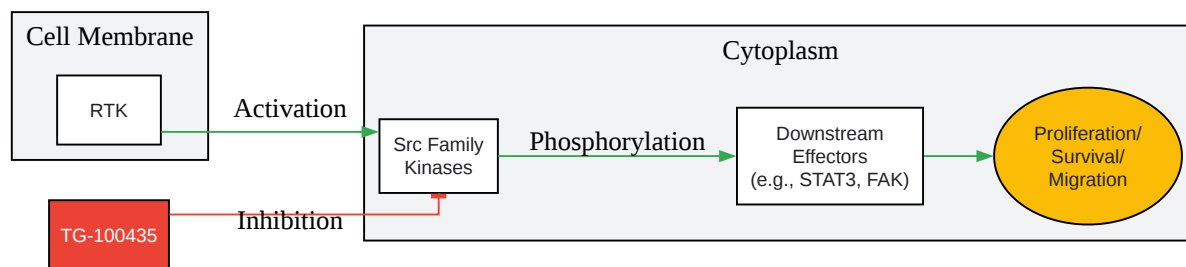 Cell Membrane
RTK
Activation
Cytoplasm
Src Family
Kinases
Phosphorylation
Downstream
Effectors
(e.g., STAT3, FAK)
Proliferation/
Survival/
Migration
TG-100435
Inhibition